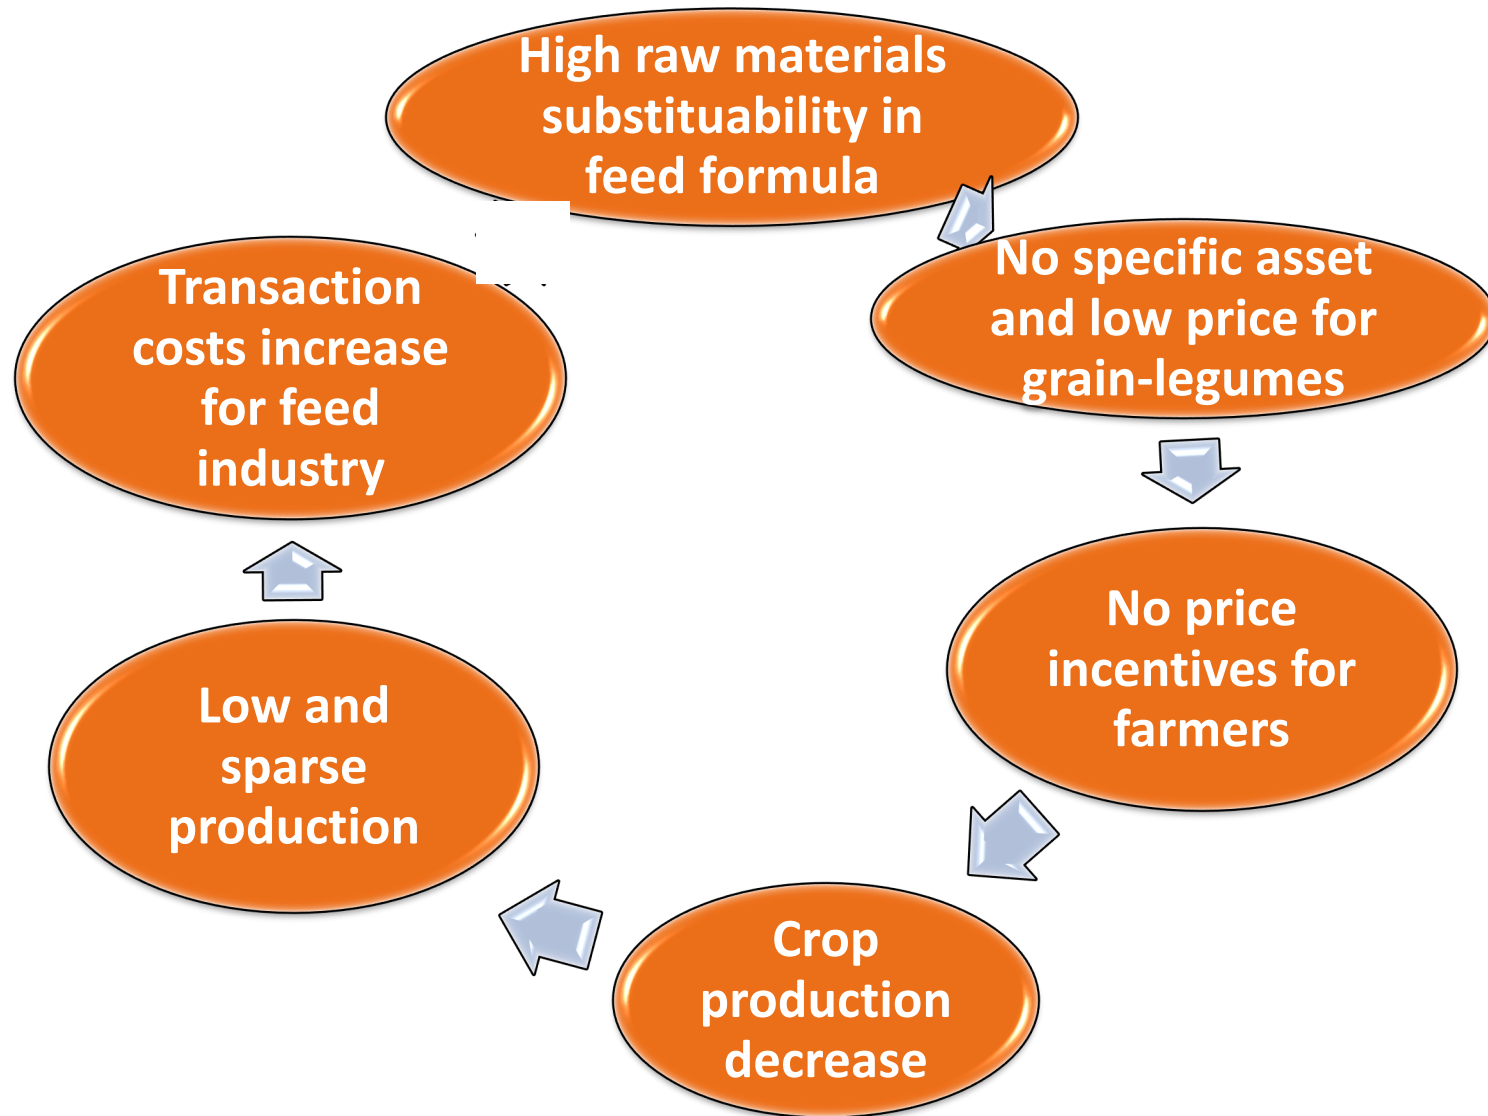 High raw materials
substituability in
feed formula
No specific asset
and low price for
grain-legumes
No price
incentives for
farmers
Crop
production
decrease
Low and
sparse
production
Transaction
costs increase
for feed
industry